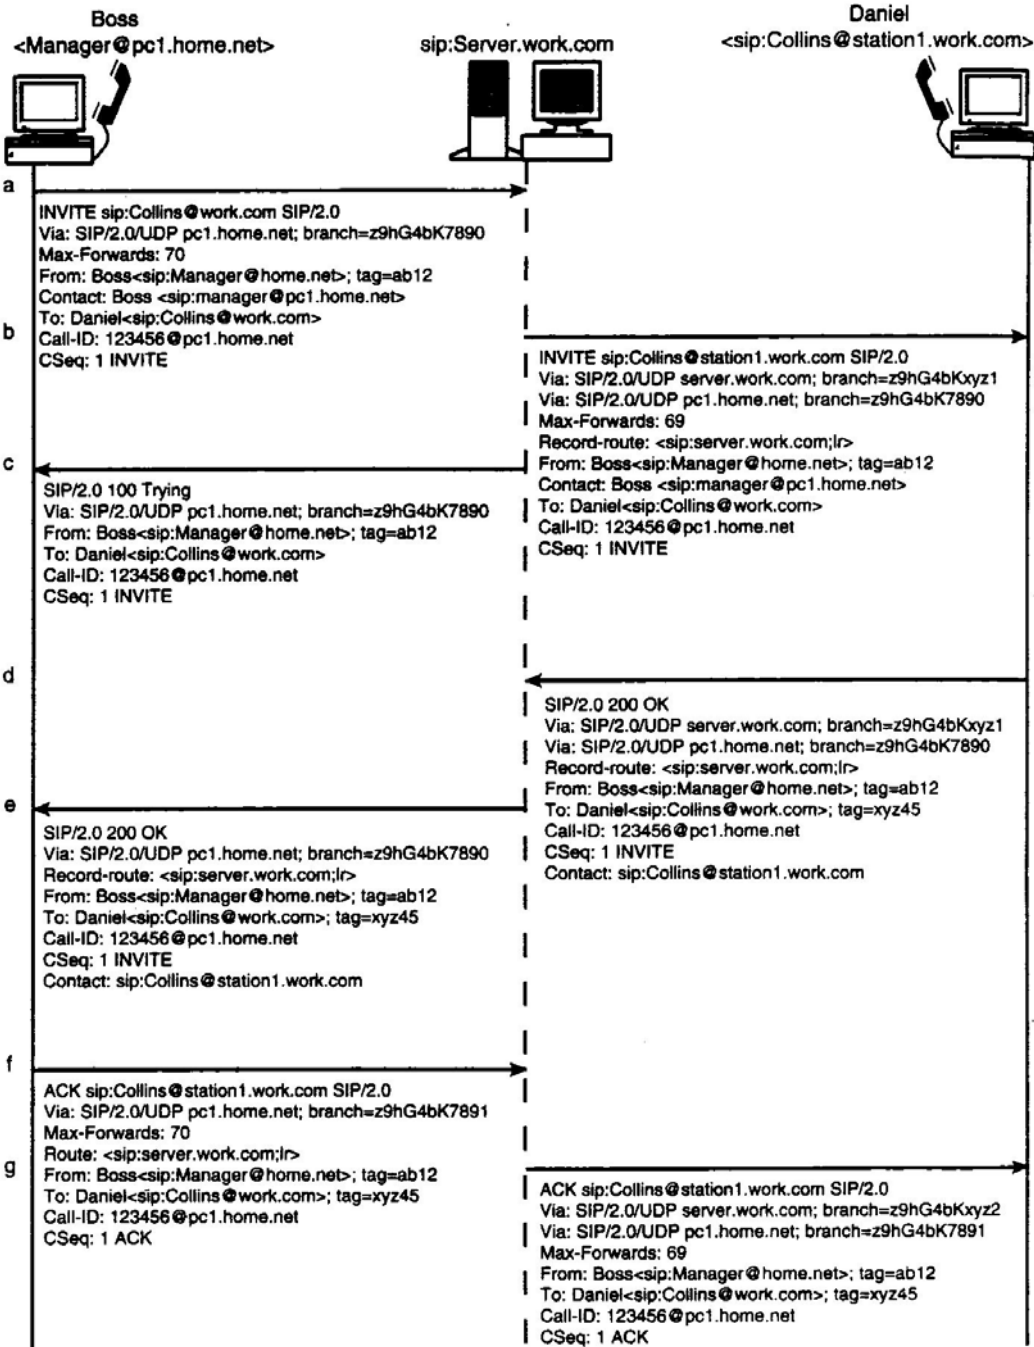 Boss
<Manager@pc1.home.net>
sip:Server.work.com
Daniel
<sip:Collins@station1.work.com>
a
INVITE sip:Collins@work.com SIP/2.0
Via: SIP/2.0/UDP pc1.home.net; branch=z9hG4bK7890
Max-Forwards: 70
From: Boss<sip:Manager@home.net>; tag=ab12
Contact: Boss <sip:manager@pc1.home.net>
To: Daniel<sip:Collins@work.com>
Call-ID: 123456@pc1.home.net
CSeq: 1 INVITE
b
INVITE sip:Collins@station1.work.com SIP/2.0
Via: SIP/2.0/UDP server.work.com; branch=z9hG4bKxyz1
Via: SIP/2.0/UDP pc1.home.net; branch=z9hG4bK7890
Max-Forwards: 69
Record-route: <sip:server.work.com;lr>
From: Boss<sip:Manager@home.net>; tag=ab12
Contact: Boss <sip:manager@pc1.home.net>
To: Daniel<sip:Collins@work.com>
Call-ID: 123456@pc1.home.net
CSeq: 1 INVITE
c
SIP/2.0 100 Trying
Via: SIP/2.0/UDP pc1.home.net; branch=z9hG4bK7890
From: Boss<sip:Manager@home.net>; tag=ab12
To: Daniel<sip:Collins@work.com>
Call-ID: 123456@pc1.home.net
CSeq: 1 INVITE
d
SIP/2.0 200 OK
Via: SIP/2.0/UDP server.work.com; branch=z9hG4bKxyz1
Via: SIP/2.0/UDP pc1.home.net; branch=z9hG4bK7890
Record-route: <sip:server.work.com;lr>
From: Boss<sip:Manager@home.net>; tag=ab12
To: Daniel<sip:Collins@work.com>; tag=xyz45
Call-ID: 123456@pc1.home.net
CSeq: 1 INVITE
Contact: sip:Collins@station1.work.com
e
SIP/2.0 200 OK
Via: SIP/2.0/UDP pc1.home.net; branch=z9hG4bK7890
Record-route: <sip:server.work.com;lr>
From: Boss<sip:Manager@home.net>; tag=ab12
To: Daniel<sip:Collins@work.com>; tag=xyz45
Call-ID: 123456@pc1.home.net
CSeq: 1 INVITE
Contact: sip:Collins@station1.work.com
f
ACK sip:Collins@station1.work.com SIP/2.0
Via: SIP/2.0/UDP pc1.home.net; branch=z9hG4bK7891
Max-Forwards: 70
Route: <sip:server.work.com;lr>
From: Boss<sip:Manager@home.net>; tag=ab12
To: Daniel<sip:Collins@work.com>; tag=xyz45
Call-ID: 123456@pc1.home.net
CSeq: 1 ACK
g
ACK sip:Collins@station1.work.com SIP/2.0
Via: SIP/2.0/UDP server.work.com; branch=z9hG4bKxyz2
Via: SIP/2.0/UDP pc1.home.net; branch=z9hG4bK7891
Max-Forwards: 69
From: Boss<sip:Manager@home.net>; tag=ab12
To: Daniel<sip:Collins@work.com>; tag=xyz45
Call-ID: 123456@pc1.home.net
CSeq: 1 ACK